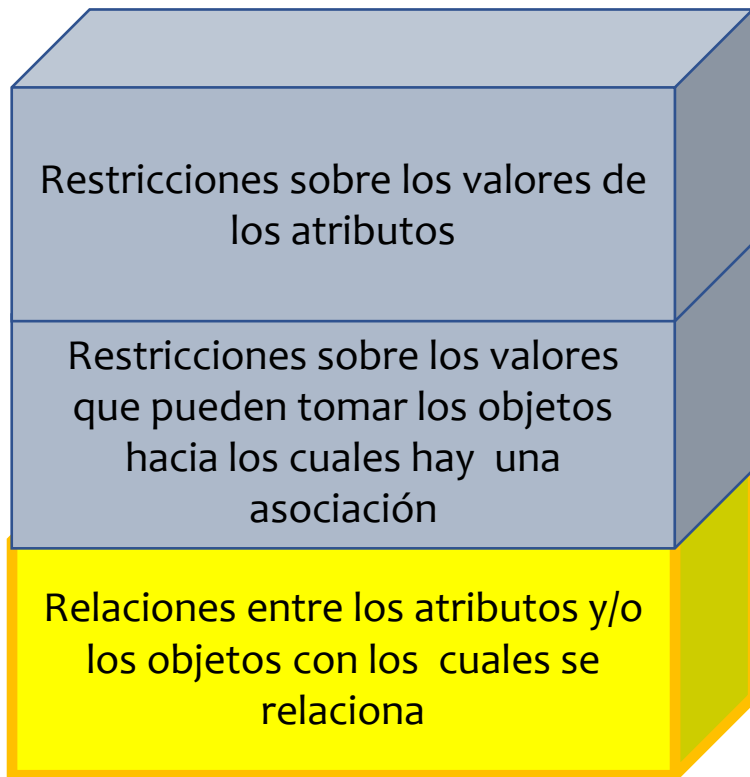 Restricciones sobre los valores de
los atributos
Restricciones sobre los valores
que pueden tomar los objetos
hacia los cuales hay una
asociación
Relaciones entre los atributos y/o
los objetos con los cuales se
relaciona